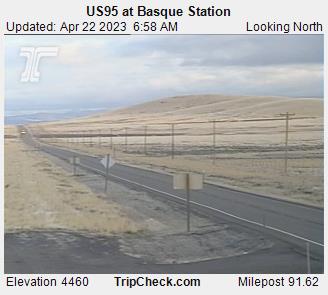 US95 at Basque Station
Updated: Apr 22 2023 6:58 AM Looking North
Elevation 4460 TripCheck.com Milepost 91.62